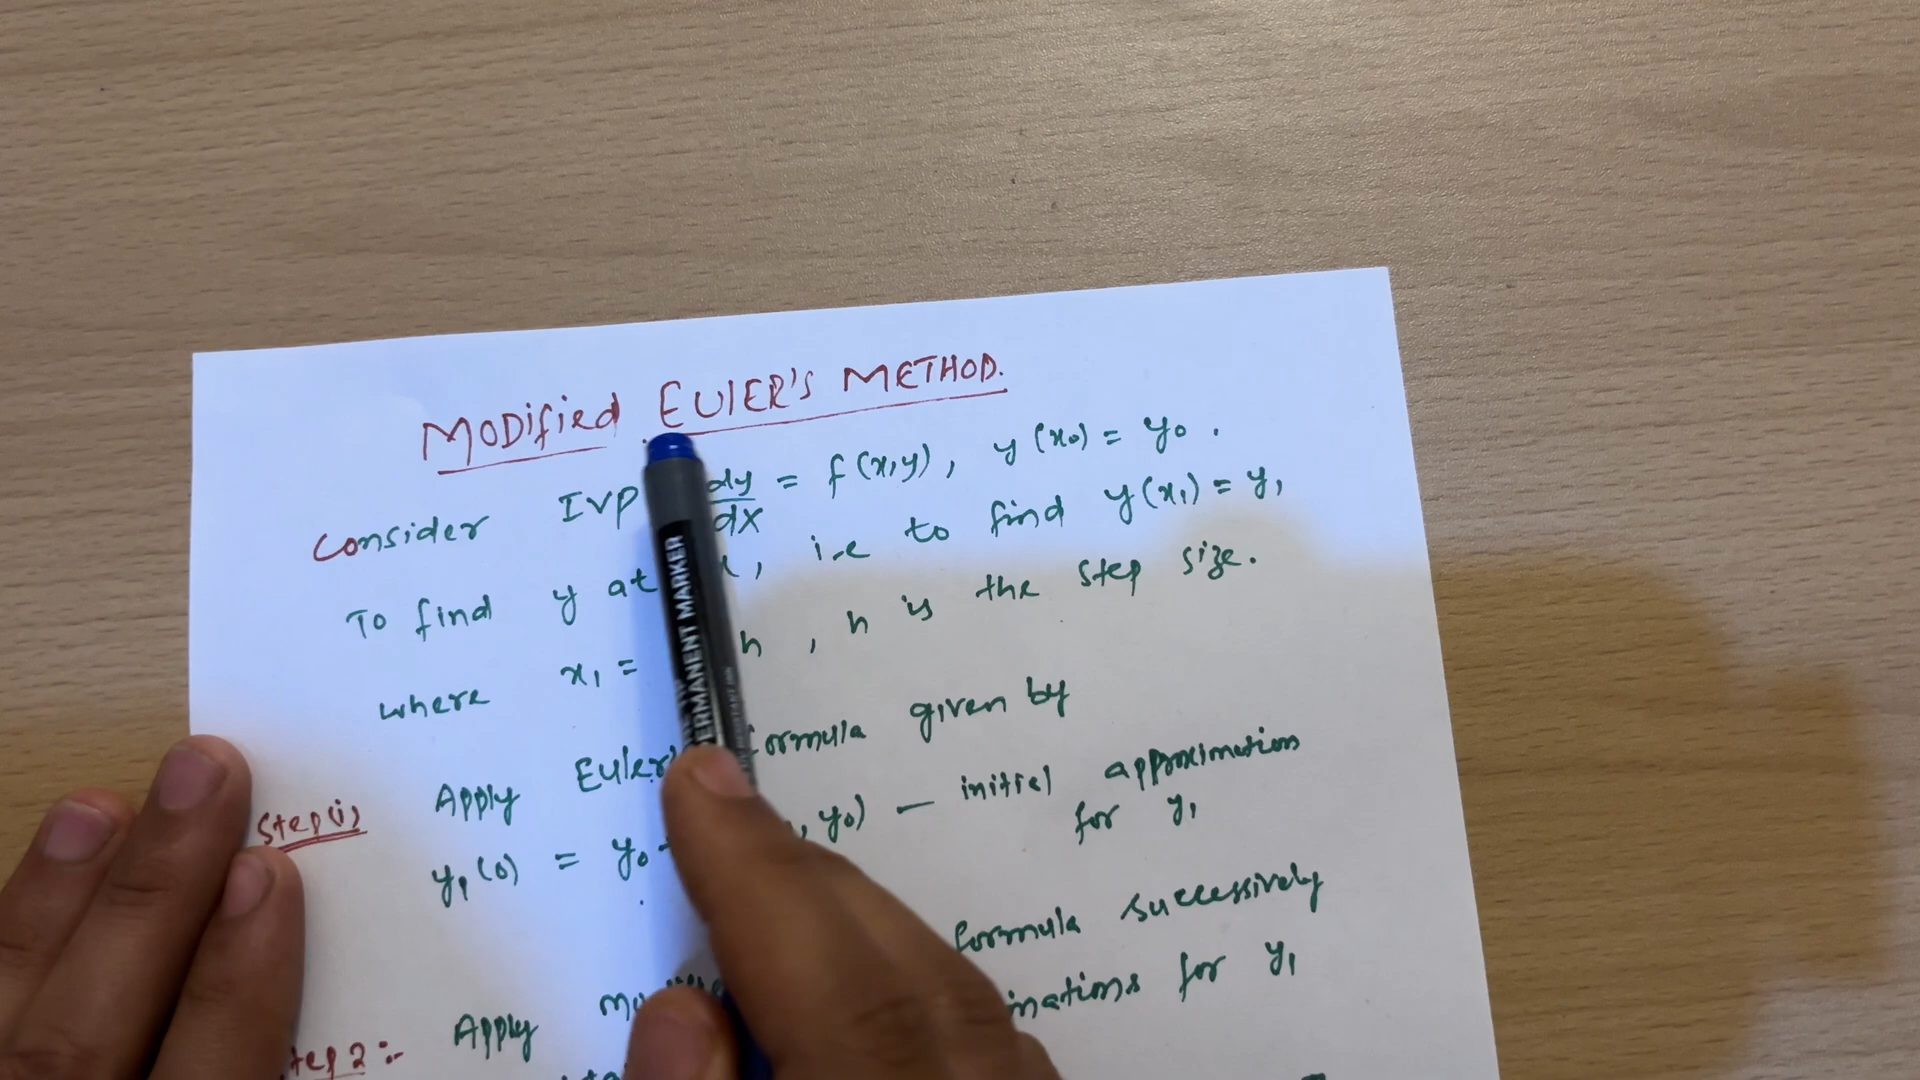 MODified EUlER'S METHOD.
Consider IVP dy/dx = f(x,y), y(x0) = y0.
To find y at , i.e to find y(x1) = y1
where x1 = h, h is the step size.
Step(i) Apply Euler's formula given by
y1(0) = y0 , y0) — initial approximation
for y1
Step 2:- Apply formula successively
for y1
PERMANENT MARKER